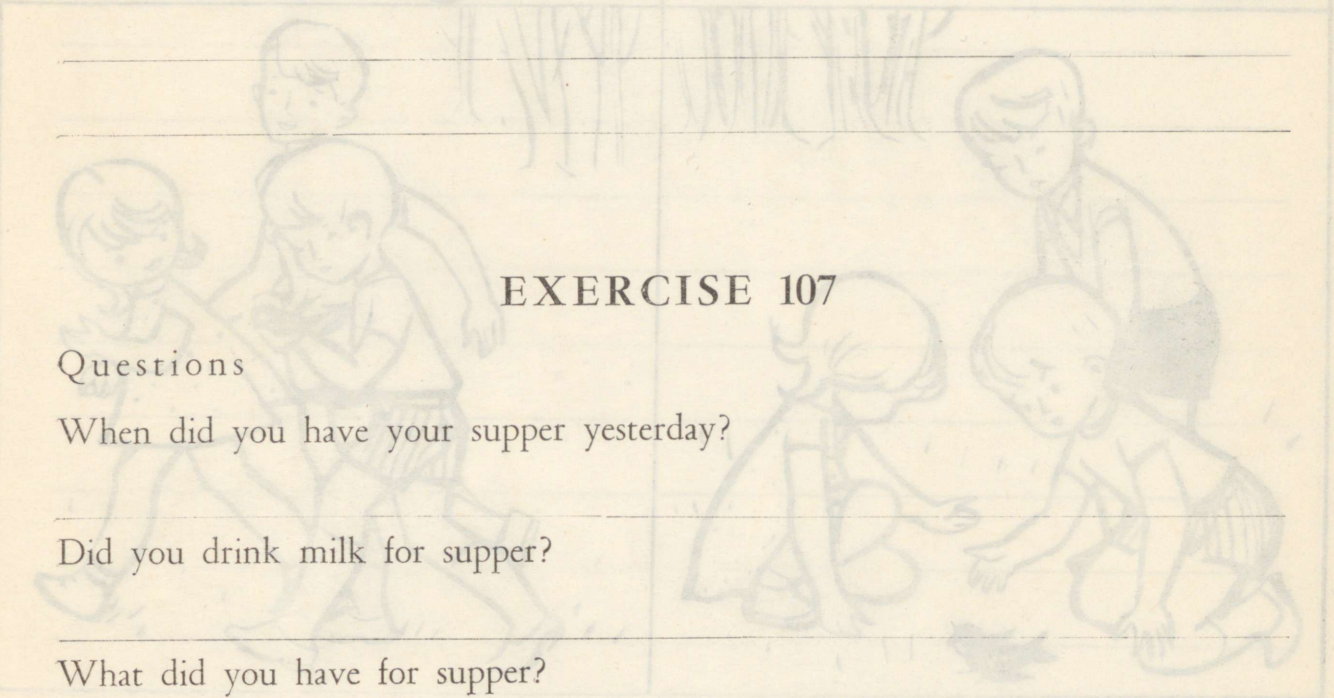 EXERCISE 107
Questions
When did you have your supper yesterday?
Did you drink milk for supper?
What did you have for supper?